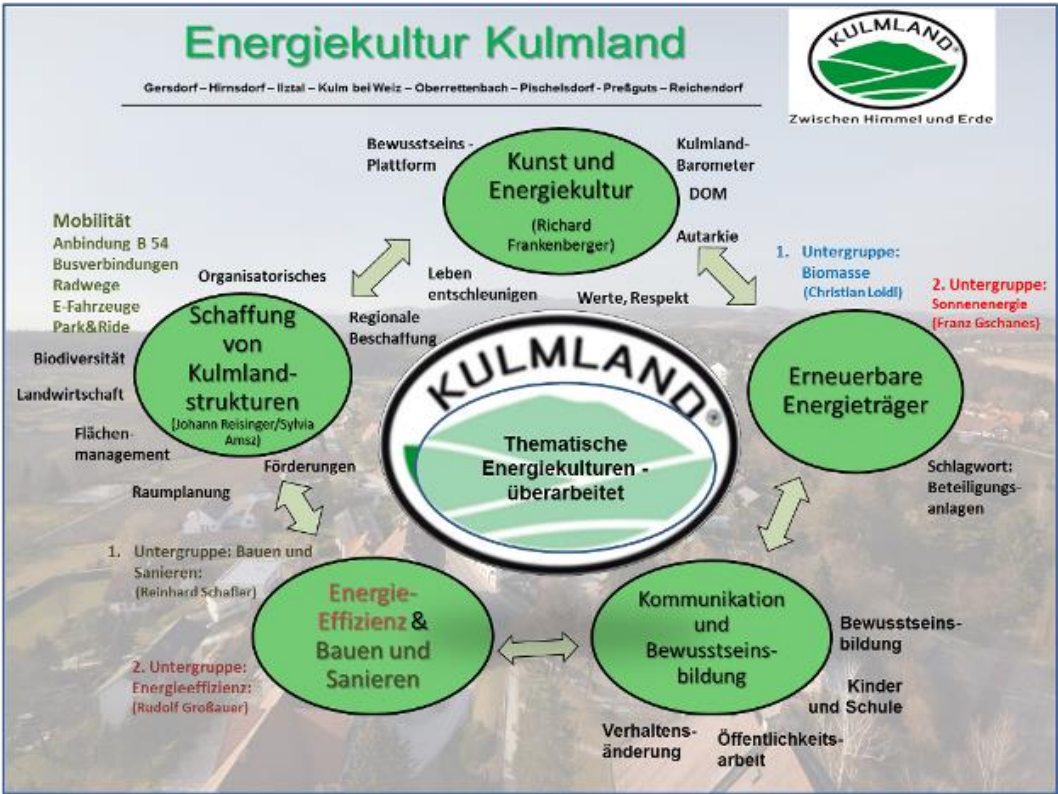 Energiekultur Kulmland
Gersdorf – Hirnsdorf – Ilztal – Kulm bei Weiz – Oberrettenbach – Pischelsdorf - Preßguts – Reichendorf
KULMLAND®
Zwischen Himmel und Erde
Bewusstseins -
Plattform
Kunst und
Energiekultur
(Richard
Frankenberger)
Kulmland-
Barometer
DOM
Autarkie
Mobilität
Anbindung B 54
Busverbindungen
Radwege
E-Fahrzeuge
Park&Ride
Organisatorisches
Leben
entschleunigen
Werte, Respekt
1. Untergruppe:
Biomasse
(Christian Loidl)
2. Untergruppe:
Sonnenenergie
(Franz Gschanes)
Schaffung
von
Kulmland-
strukturen
(Johann Reisinger/Sylvia
Amsz)
Regionale
Beschaffung
Biodiversität
Landwirtschaft
Flächen-
management
Raumplanung
Förderungen
KULMLAND®
Thematische
Energiekulturen -
überarbeitet
Erneuerbare
Energieträger
Schlagwort:
Beteiligungs-
anlagen
1. Untergruppe: Bauen und
Sanieren:
(Reinhard Schafler)
2. Untergruppe:
Energieeffizienz:
(Rudolf Großauer)
Energie-
Effizienz &
Bauen und
Sanieren
Kommunikation
und
Bewusstseins-
bildung
Bewusstseins-
bildung
Kinder
und Schule
Verhaltens-
änderung
Öffentlichkeits-
arbeit